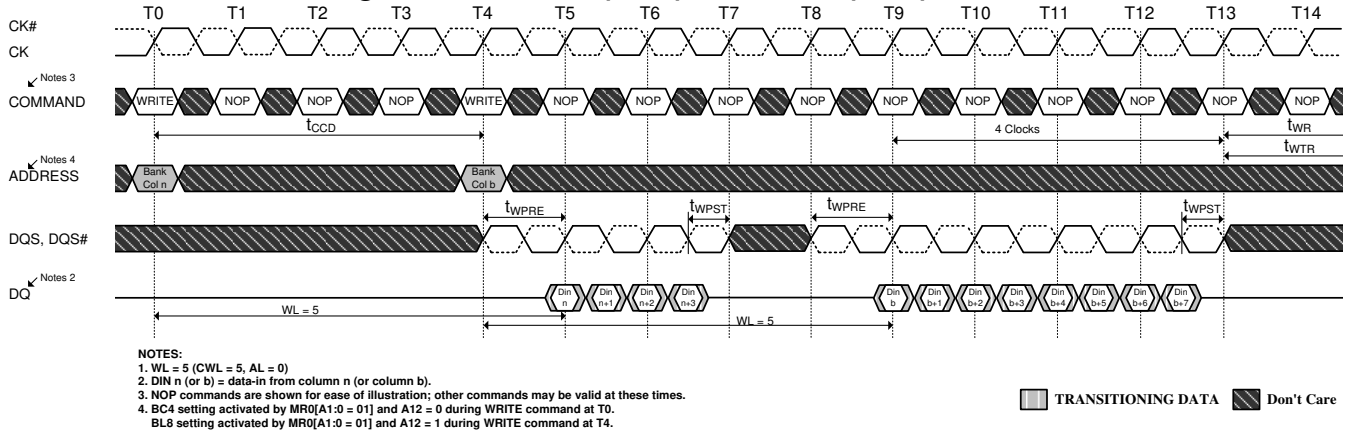 T0 T1 T2 T3 T4 T5 T6 T7 T8 T9 T10 T11 T12 T13 T14
CK#
CK
Notes 3
COMMAND
WRITE NOP NOP NOP WRITE NOP NOP NOP NOP NOP NOP NOP NOP NOP NOP
tCCD
4 Clocks
tWR
tWTR
Notes 4
ADDRESS
Bank Bank
Col n Col b
tWPRE tWPST tWPRE tWPST
DQS, DQS#
Notes 2
DQ
Din Din Din Din Din Din Din Din Din Din Din Din
n n+1 n+2 n+3 b b+1 b+2 b+3 b+4 b+5 b+6 b+7
WL = 5
WL = 5
NOTES:
1. WL = 5 (CWL = 5, AL = 0)
2. DIN n (or b) = data-in from column n (or column b).
3. NOP commands are shown for ease of illustration; other commands may be valid at these times.
4. BC4 setting activated by MR0[A1:0 = 01] and A12 = 0 during WRITE command at T0.
BL8 setting activated by MR0[A1:0 = 01] and A12 = 1 during WRITE command at T4.
TRANSITIONING DATA Don't Care